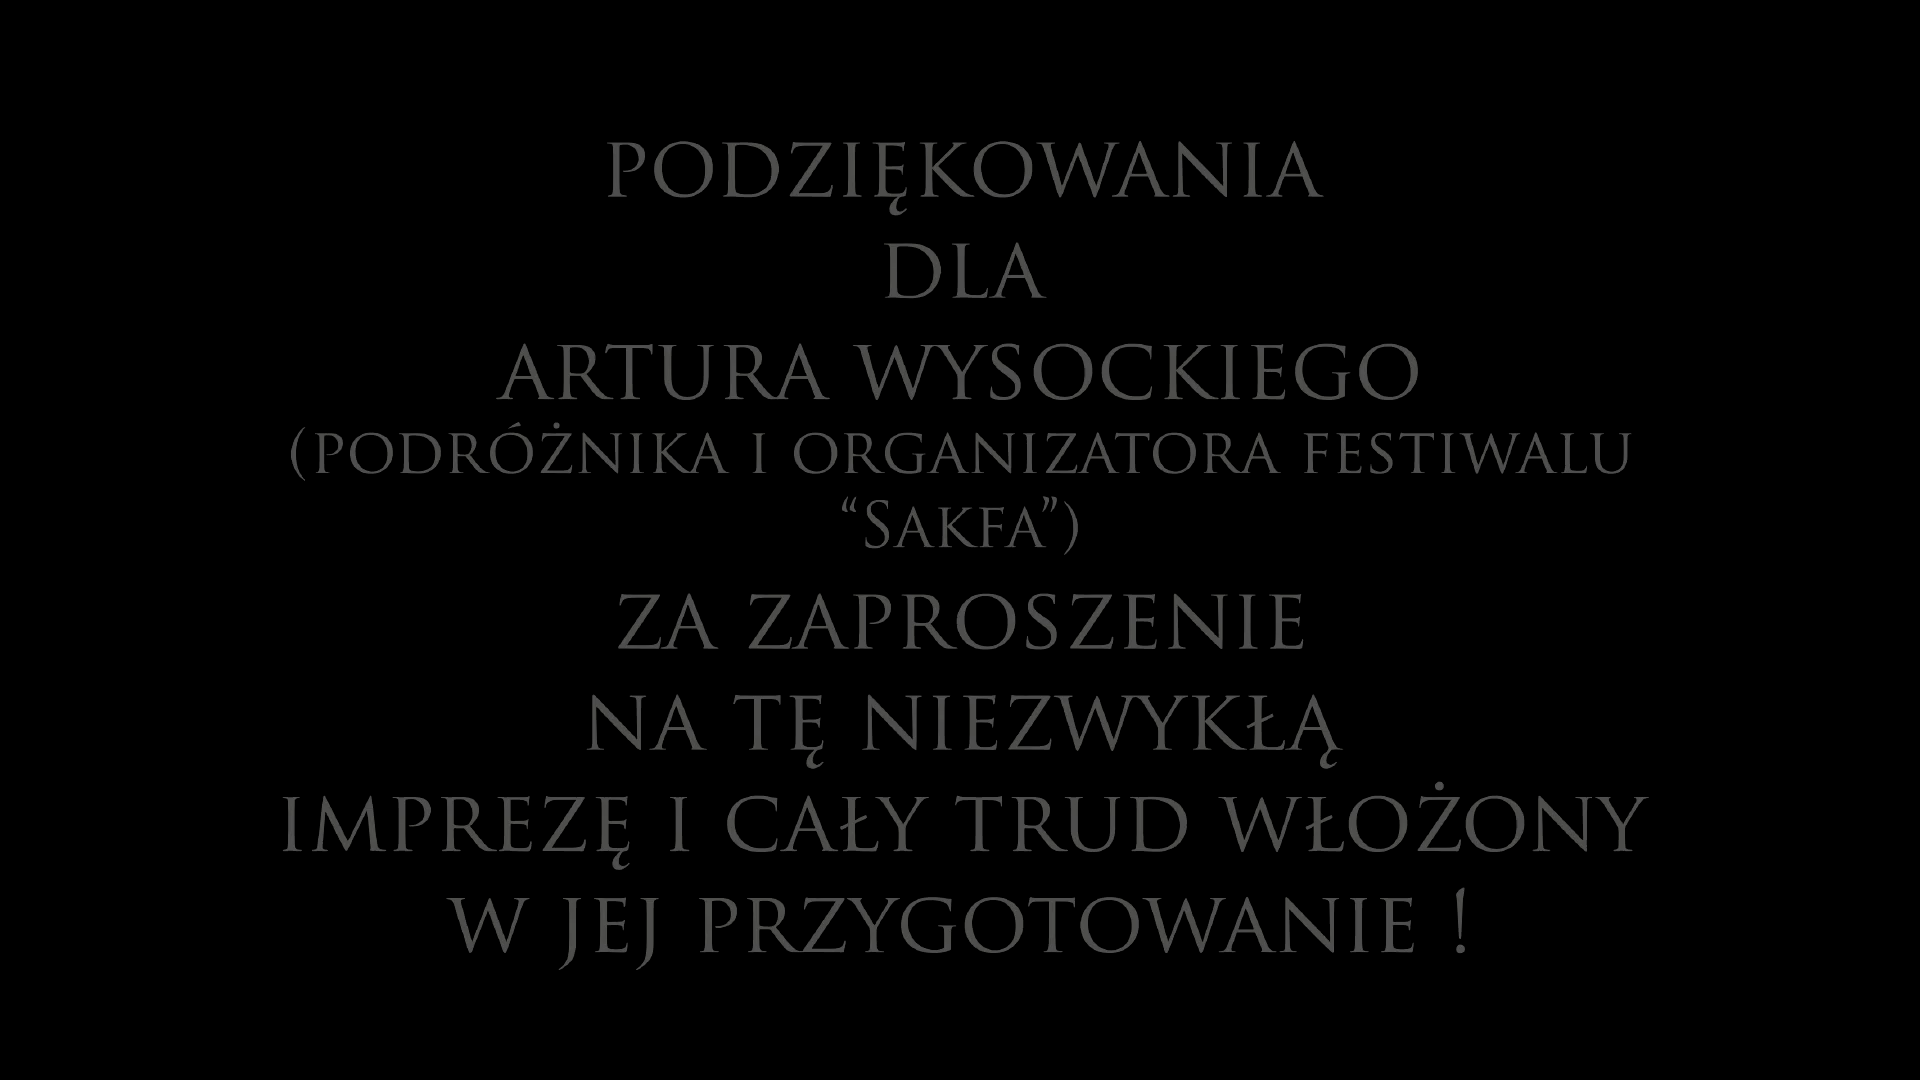 PODZIĘKOWANIA
DLA
ARTURA WYSOCKIEGO
(PODRÓŻNIKA I ORGANIZATORA FESTIWALU
“SAKFA”)
ZA ZAPROSZENIE
NA TĘ NIEZWYKŁĄ
IMPREZĘ I CAŁY TRUD WŁOŻONY
W JEJ PRZYGOTOWANIE !